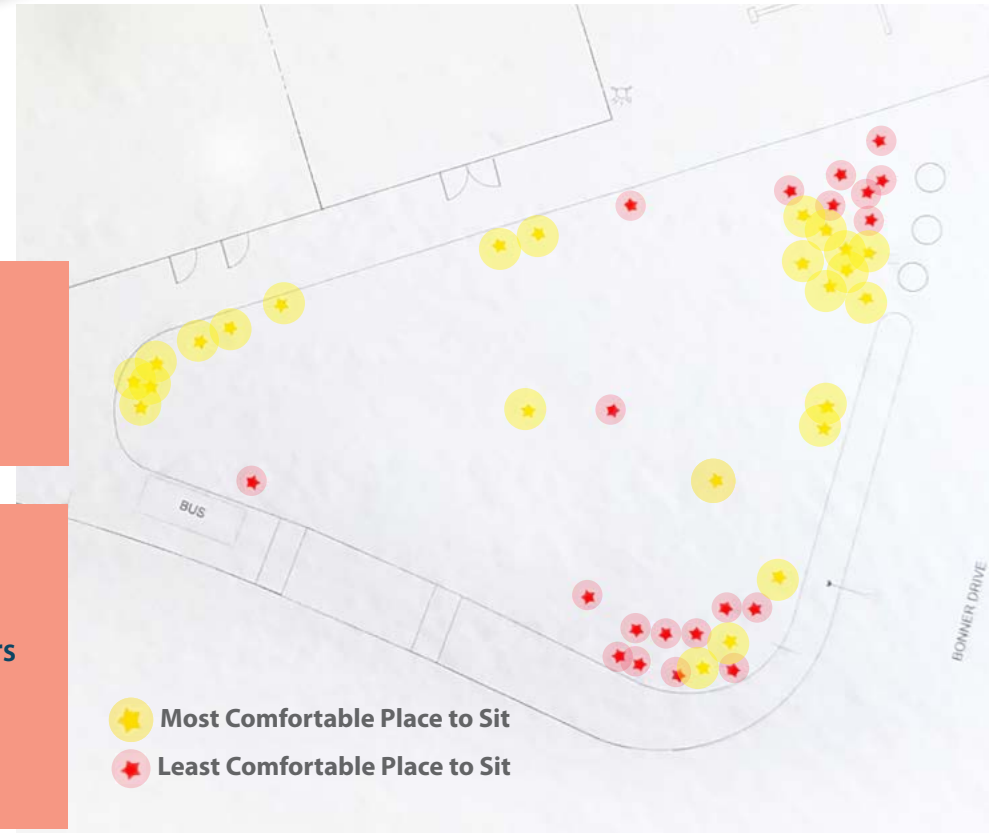 BUS
BONNER DRIVE
Most Comfortable Place to Sit
Least Comfortable Place to Sit